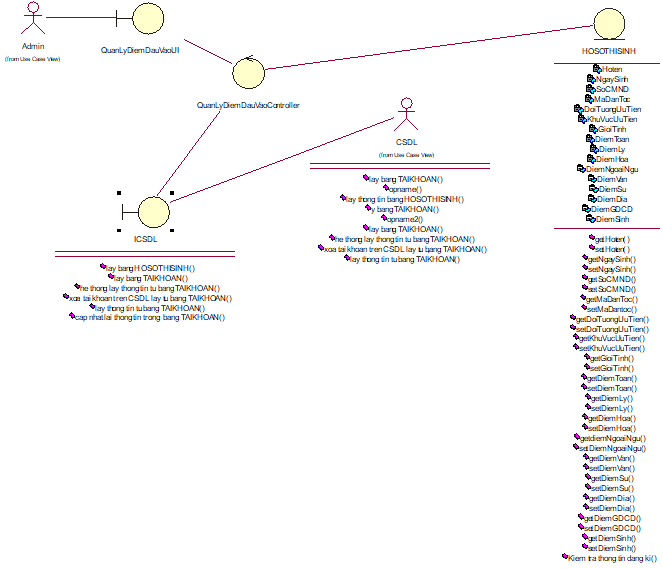 Admin
(from Use Case View)
QuanLyDiemDauVaoUI
QuanLyDiemDauVaoController
HOSOTHISINH
Hoten
NgaySinh
SoCMND
MaDanToc
DoiTuongUuTien
KhuVucUuTien
GioiTinh
DiemToan
DiemLy
DiemHoa
DiemNgoaiNgu
DiemVan
DiemSu
DiemDia
DiemGDCD
DiemSinh
getHoten()
setHoten()
getNgaySinh()
setNgaySinh()
getSoCMND()
setSoCMND()
getMaDanToc()
setMaDantoc()
getDoiTuongUuTien()
setDoiTuongUuTien()
getKhuVucUuTien()
setKhuVucUuTien()
getGioiTinh()
setGioiTinh()
getDiemToan()
setDiemToan()
getDiemLy()
setDiemLy()
getDiemHoa()
setDiemHoa()
getdiemNgoaiNgu()
setDiemNgoaiNgu()
getDiemVan()
setDiemVan()
getDiemSu()
setDiemSu()
getDiemDia()
setDiemDia()
getDiemGDCD()
setDiemGDCD()
getDiemSinh()
setDiemSinh()
Kiem tra thong tin dang ki()
CSDL
(from Use Case View)
lay bang TAIKHOAN()
opname()
lay thong tin bang HOSOTHISINH()
y bang TAIKHOAN()
opname2()
lay bang TAIKHOAN()
he thong lay thong tin tu bang TAIKHOAN()
xoa tai khoan tren CSDL lay tu bang TAIKHOAN()
lay thong tin tu bang TAIKHOAN()
ICSDL
lay bang HOSOTHISINH()
lay bang TAIKHOAN()
he thong lay thong tin tu bang TAIKHOAN()
xoa tai khoan tren CSDL lay tu bang TAIKHOAN()
lay thong tin tu bang TAIKHOAN()
cap nhat lai thong tin trong bang TAIKHOAN()